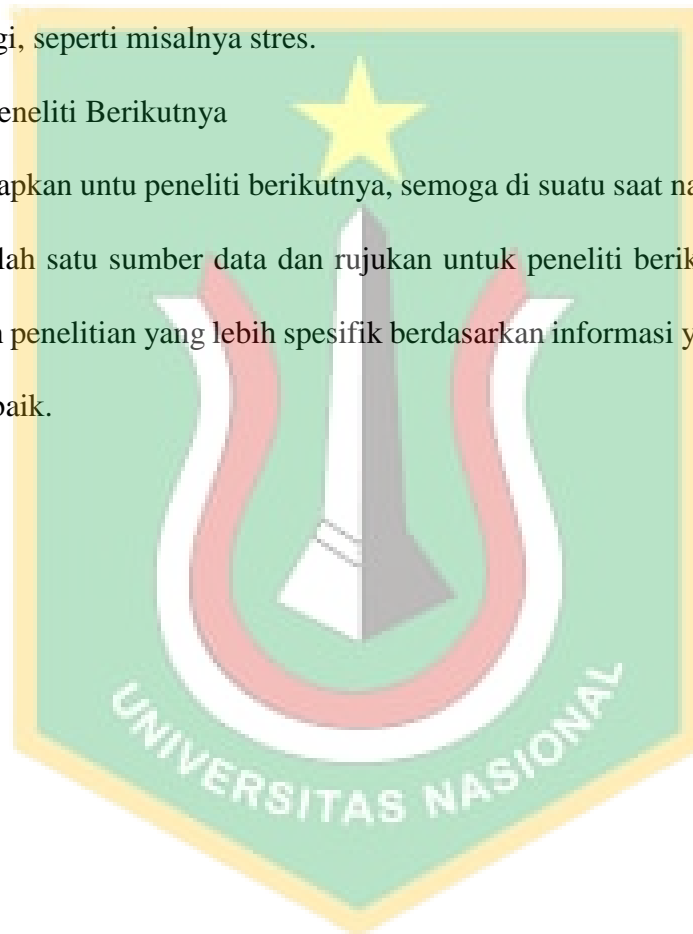 gi, seperti misalnya stres.
eneliti Berikutnya
apkan untu peneliti berikutnya, semoga di suatu saat na
lah satu sumber data dan rujukan untuk peneliti berik
n penelitian yang lebih spesifik berdasarkan informasi y
baik.
UNIVERSITAS NASIONAL